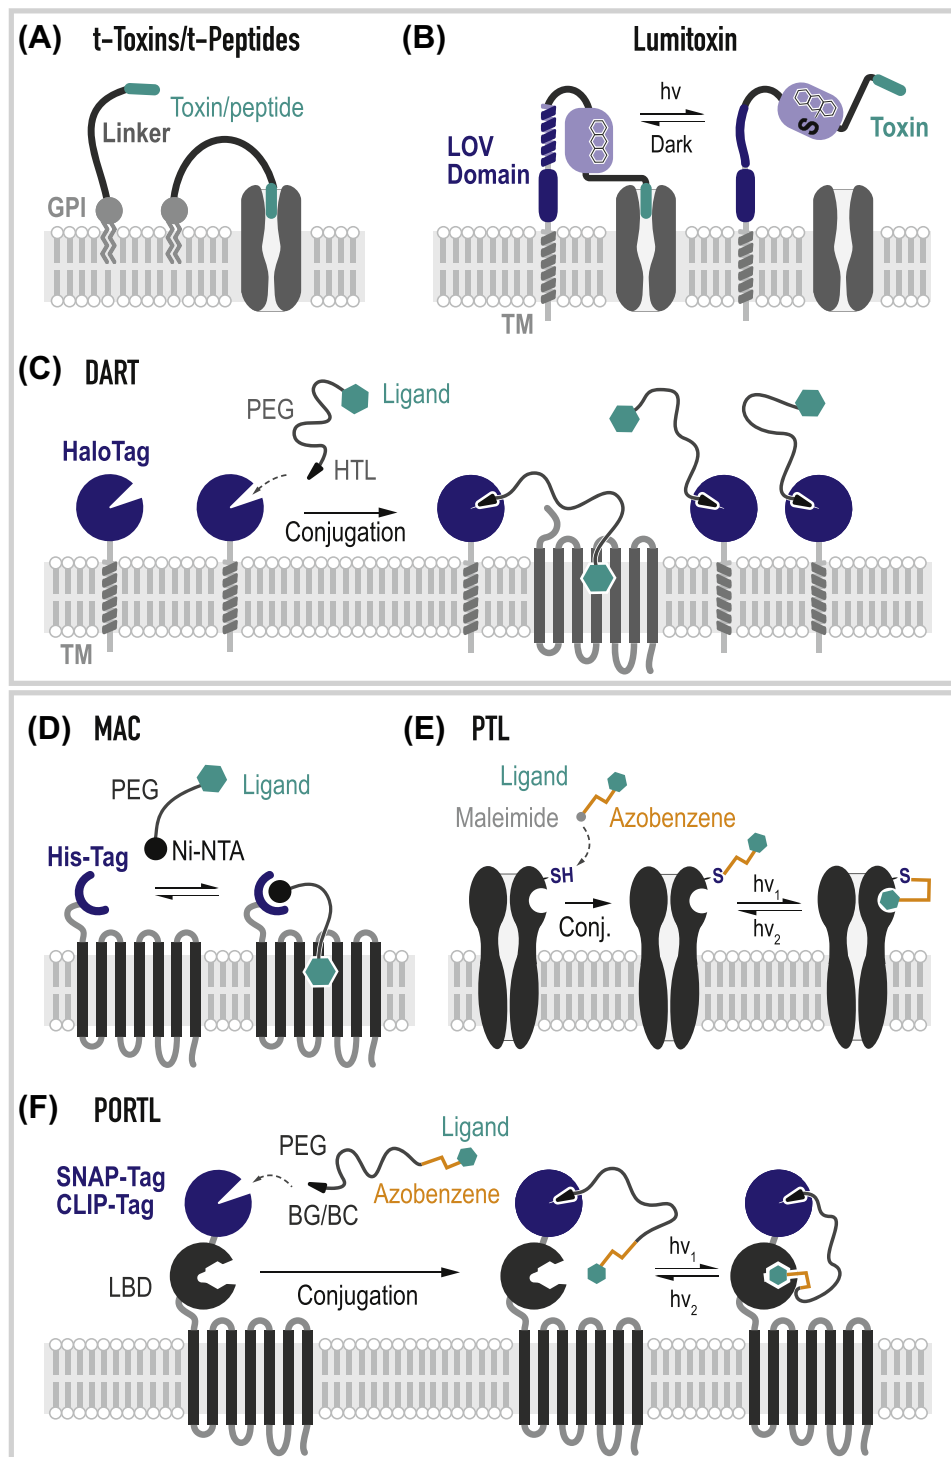 (A) t-Toxins/t-Peptides
Toxin/peptide
Linker
GPI
(B) Lumitoxin
hν
Dark
LOV
Domain
S
Toxin
TM
(C) DART
PEG
Ligand
HaloTag
HTL
Conjugation
TM
(D) MAC
PEG
Ligand
His-Tag
Ni-NTA
(E) PTL
Ligand
Maleimide
Azobenzene
SH
Conj.
S
hν1
hν2
S
(F) PORTL
PEG
Ligand
SNAP-Tag
CLIP-Tag
Azobenzene
BG/BC
LBD
Conjugation
hν1
hν2